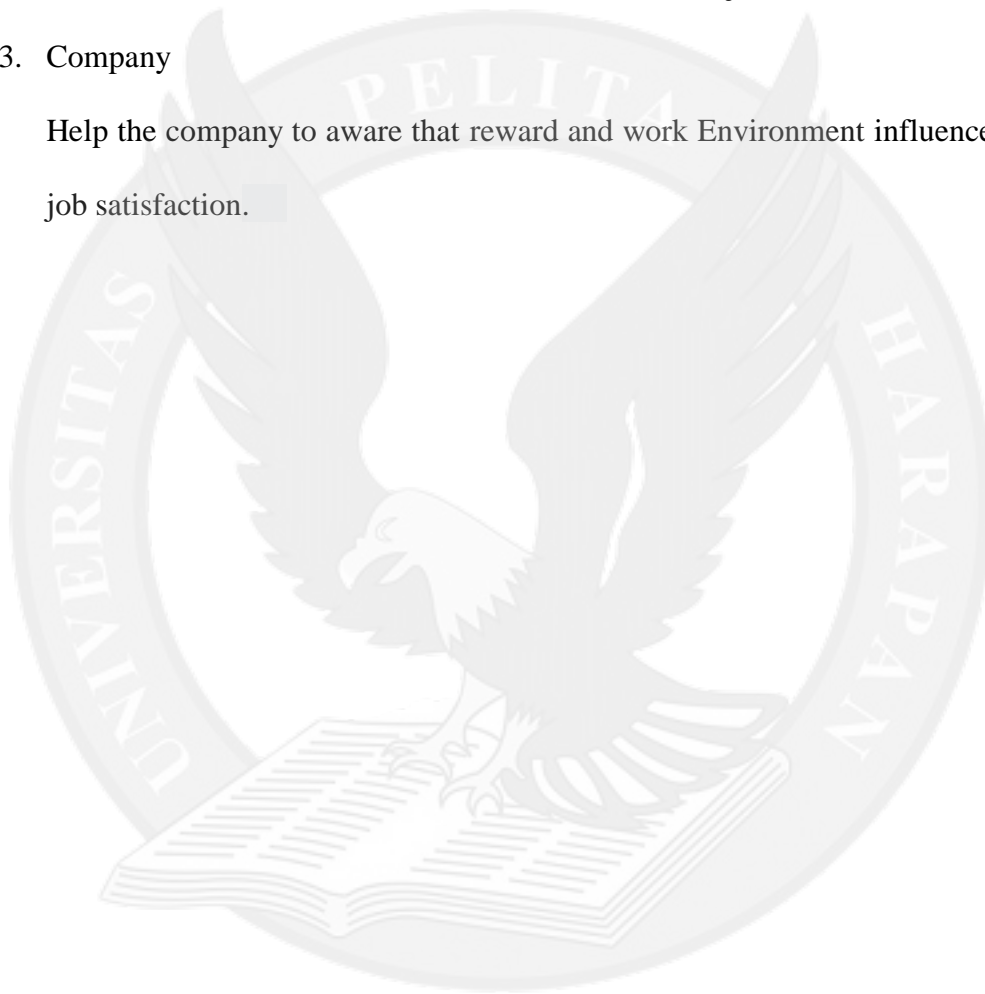 3. Company
Help the company to aware that reward and work Environment influence
job satisfaction.
UNIVERSITAS PELITA HARAPAN